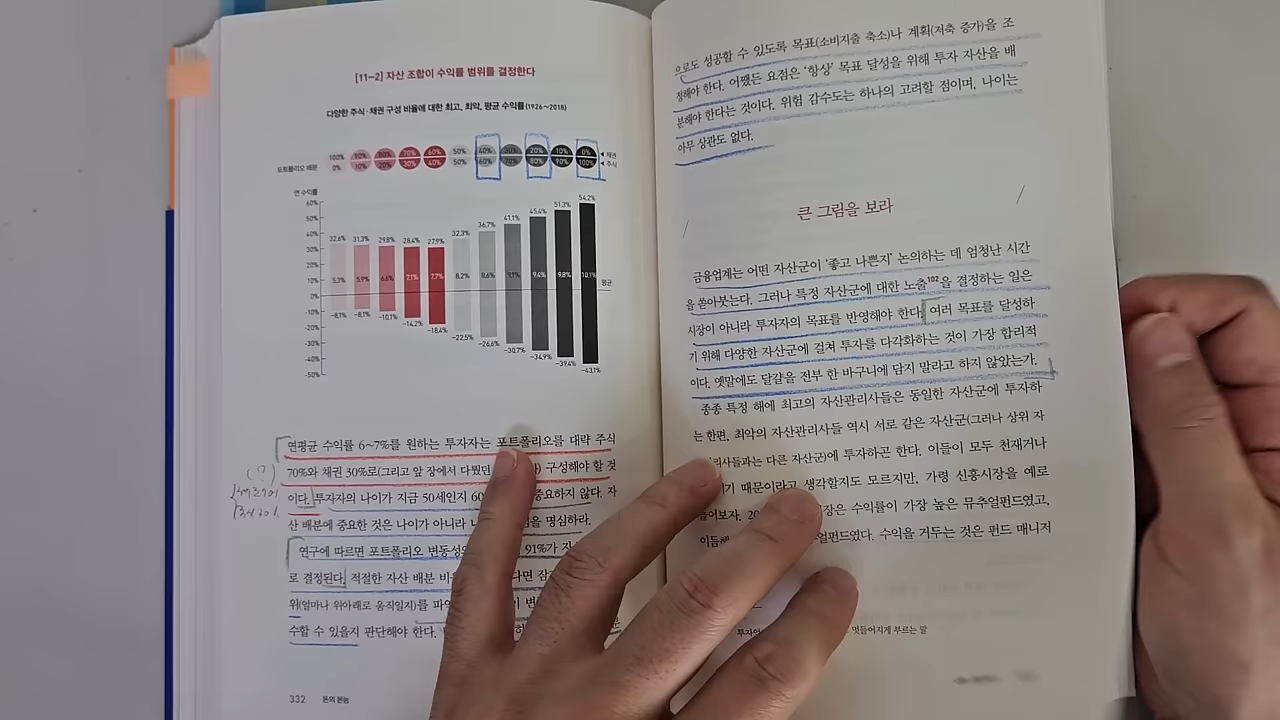 [11-2] 자산 조합이 수익률 범위를 결정한다
다양한 주식·채권 구성 비율에 대한 최고, 최악, 평균 수익률(1926~2018)
포트폴리오 배분
100% 90% 80% 70% 60% 50% 40% 30% 20% 10% 0% ◀ 채권
0% 10% 20% 30% 40% 50% 60% 70% 80% 90% 100% ◀ 주식
연 수익률
60%
50%
40%
30%
20%
10%
0%
-10%
-20%
-30%
-40%
-50%
32.6% 31.3% 29.8% 28.4% 27.9% 32.3% 36.7% 41.1% 45.4% 51.3% 54.2%
5.3% 5.9% 6.6% 7.1% 7.7% 8.2% 8.6% 9.1% 9.4% 9.8% 10.1% 평균
-8.1% -8.1% -10.1% -14.2% -18.4% -22.5% -26.6% -30.7% -34.9% -39.4% -43.1%
연평균 수익률 6~7%를 원하는 투자자는 포트폴리오를 대략 주식
70%와 채권 30%로(그리고 앞 장에서 다뤘던 구성해야 할 것
이다. 투자자의 나이가 지금 50세인지 중요하지 않다. 자
산 배분에 중요한 것은 나이가 아니라 명심하라.
연구에 따르면 포트폴리오 91%가
로 결정된다. 적절한 자산 배분
위(얼마나 위아래로 움직일지)를
수할 수 있을지 판단해야 한다.
332 돈의 본능
으로도 성공할 수 있도록 목표(소비지출 축소)나 계획(저축 증가)을 조
정해야 한다. 어쨌든 요점은 '항상' 목표 달성을 위해 투자 자산을 배
분해야 한다는 것이다. 위험 감수도는 하나의 고려할 점이며, 나이는
아무 상관도 없다.
큰 그림을 보라
금융업계는 어떤 자산군이 '좋고 나쁜지' 논의하는 데 엄청난 시간
을 쏟아붓는다. 그러나 특정 자산군에 대한 노출102을 결정하는 일은
시장이 아니라 투자자의 목표를 반영해야 한다. 여러 목표를 달성하
기 위해 다양한 자산군에 걸쳐 투자를 다각화하는 것이 가장 합리적
이다. 옛말에도 달걀을 전부 한 바구니에 담지 말라고 하지 않았는가.
종종 특정 해에 최고의 자산관리사들은 동일한 자산군에 투자하
는 한편, 최악의 자산관리사들 역시 서로 같은 자산군(그러나 상위 자
리사들과는 다른 자산군)에 투자하곤 한다. 이들이 모두 천재거나
때문이라고 생각할지도 모르지만, 가령 신흥시장을 예로
들어보자. 수익률이 가장 높은 뮤추얼펀드였고,
이듬해 펀드였다. 수익을 거두는 것은 펀드 매니저
멋들어지게 부르는 말